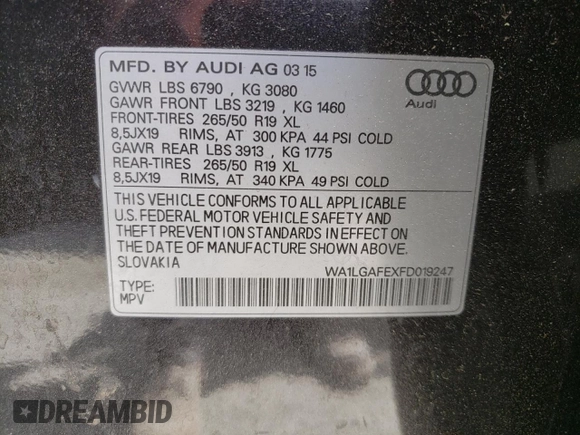 MFD. BY AUDI AG 03 15
GVWR LBS 6790 , KG 3080
GAWR FRONT LBS 3219 , KG 1460
FRONT-TIRES 265/50 R19 XL
8,5JX19 RIMS, AT 300 KPA 44 PSI COLD
GAWR REAR LBS 3913 , KG 1775
REAR-TIRES 265/50 R19 XL
8,5JX19 RIMS, AT 340 KPA 49 PSI COLD
Audi
THIS VEHICLE CONFORMS TO ALL APPLICABLE
U.S. FEDERAL MOTOR VEHICLE SAFETY AND
THEFT PREVENTION STANDARDS IN EFFECT ON
THE DATE OF MANUFACTURE SHOWN ABOVE.
SLOVAKIA
WA1LGAFEXFD019247
TYPE:
MPV
DREAMBID